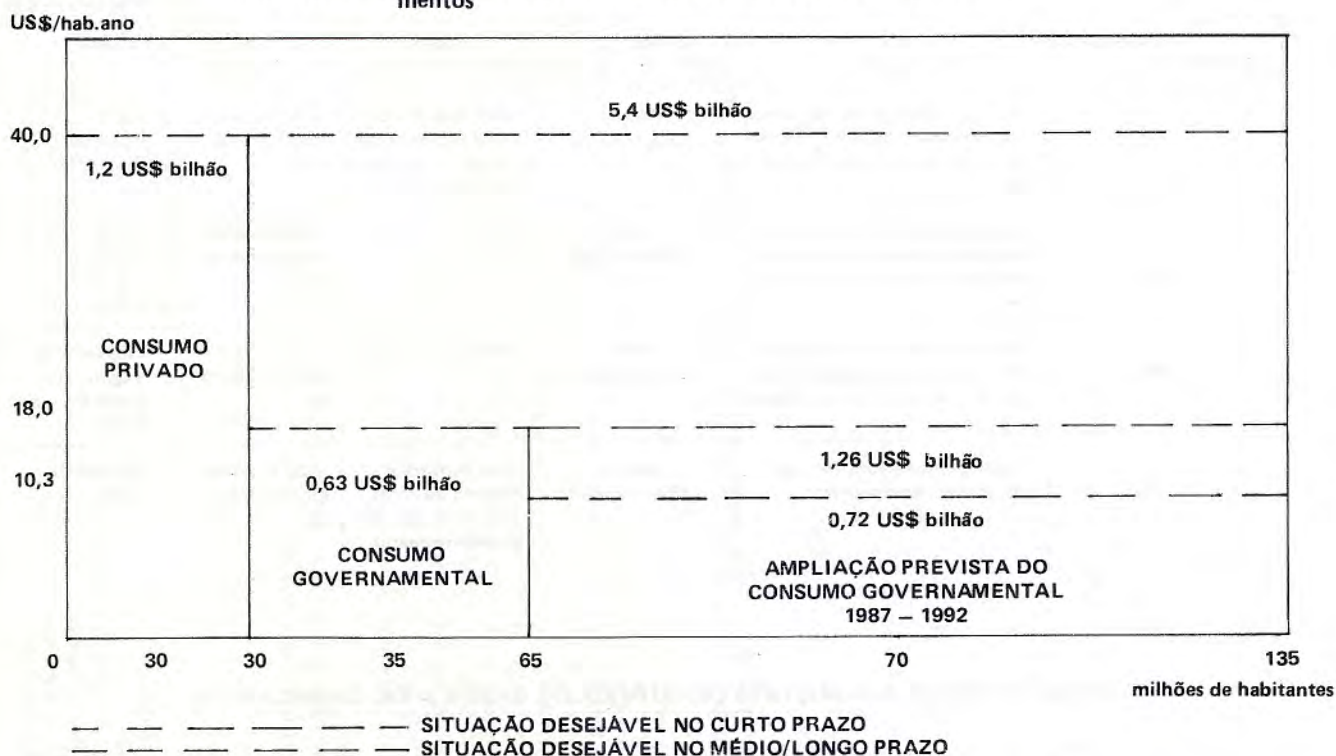 mentos
US$/hab.ano
5,4 US$ bilhão
40,0
1,2 US$ bilhão
CONSUMO
PRIVADO
18,0
1,26 US$ bilhão
10,3
0,63 US$ bilhão
0,72 US$ bilhão
CONSUMO
GOVERNAMENTAL
AMPLIAÇÃO PREVISTA DO
CONSUMO GOVERNAMENTAL
1987 — 1992
0 30 30 35 65 70 135
milhões de habitantes
SITUAÇÃO DESEJÁVEL NO CURTO PRAZO
SITUAÇÃO DESEJÁVEL NO MÉDIO/LONGO PRAZO